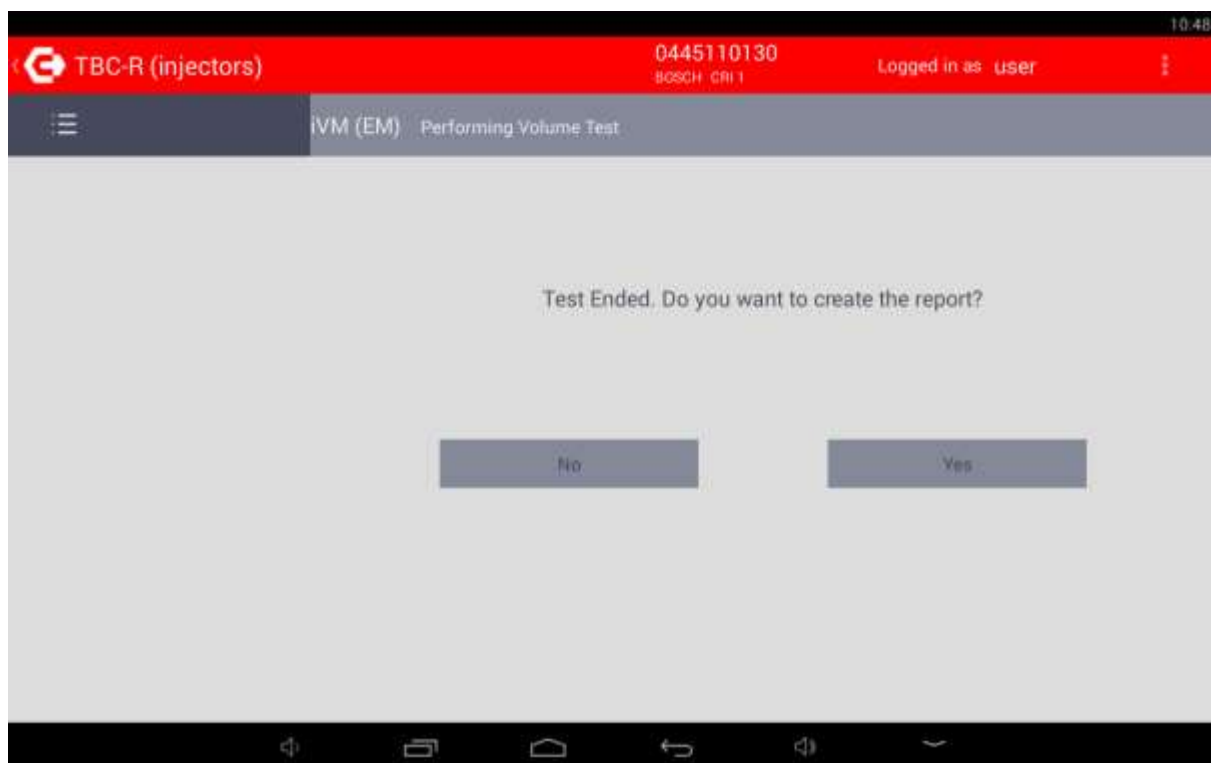 10:48
TBC-R (injectors)
0445110130
BOSCH CRI 1
Logged in as user
iVM (EM) Performing Volume Test
Test Ended. Do you want to create the report?
No
Yes